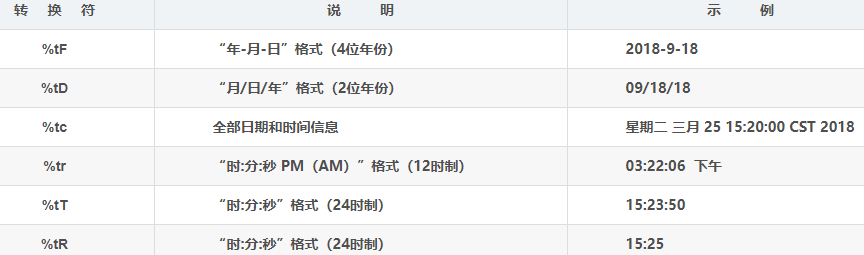 转 换 符 说 明 示 例
%tF “年-月-日”格式（4位年份） 2018-9-18
%tD “月/日/年”格式（2位年份） 09/18/18
%tc 全部日期和时间信息 星期二 三月 25 15:20:00 CST 2018
%tr “时:分:秒 PM（AM）”格式（12时制） 03:22:06 下午
%tT “时:分:秒”格式（24时制） 15:23:50
%tR “时:分:秒”格式（24时制） 15:25